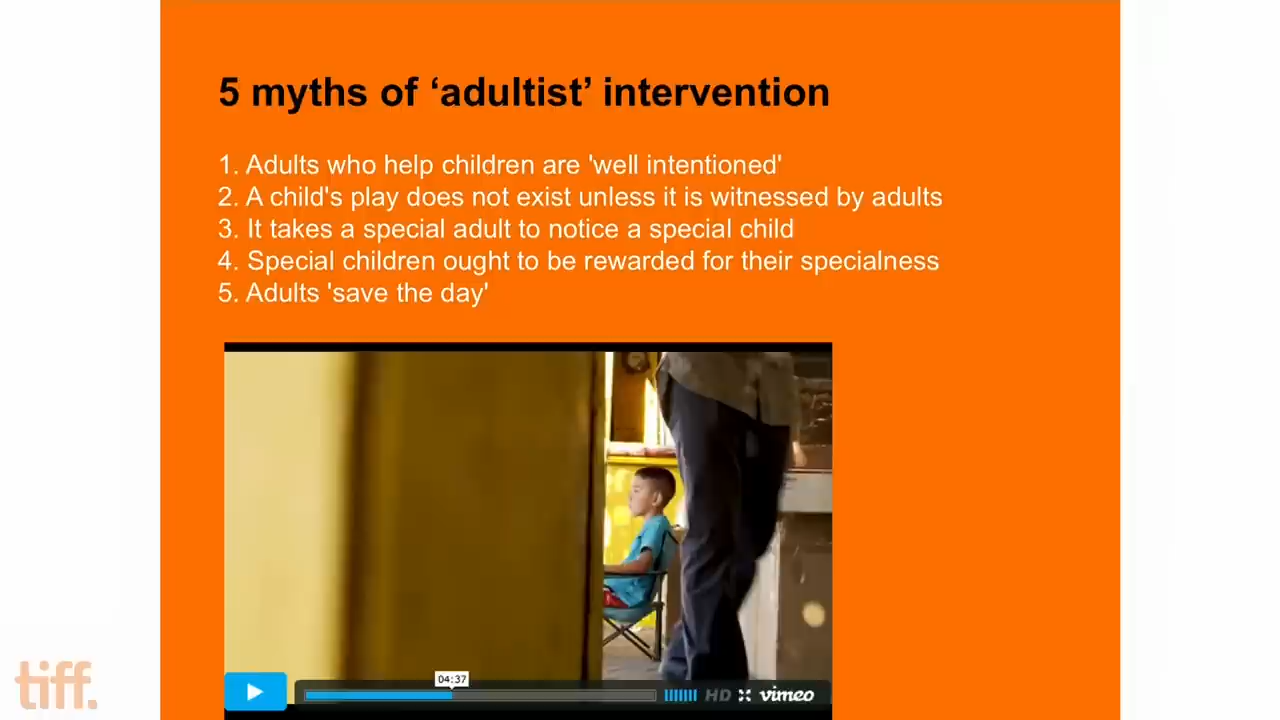 5 myths of ‘adultist’ intervention
1. Adults who help children are 'well intentioned'
2. A child's play does not exist unless it is witnessed by adults
3. It takes a special adult to notice a special child
4. Special children ought to be rewarded for their specialness
5. Adults 'save the day'
04:37
HD vimeo
tiff.